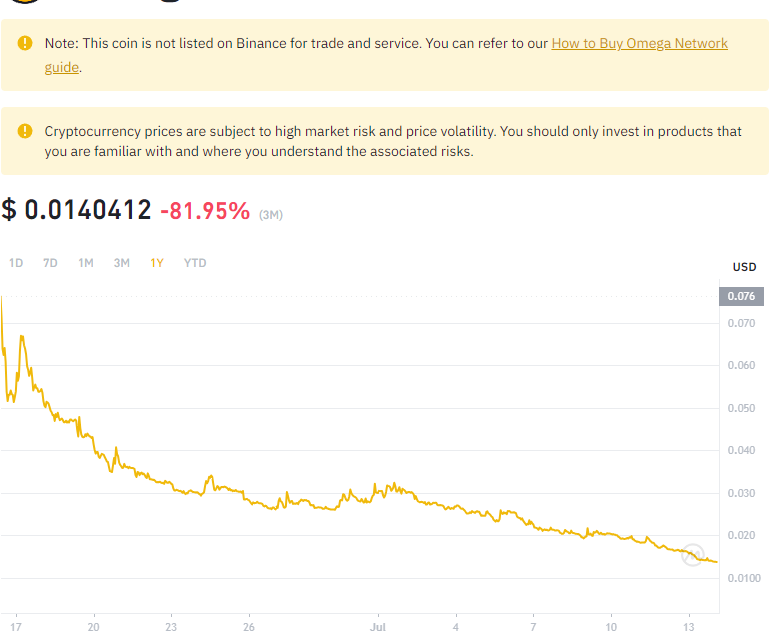 Note: This coin is not listed on Binance for trade and service. You can refer to our How to Buy Omega Network
guide.
Cryptocurrency prices are subject to high market risk and price volatility. You should only invest in products that
you are familiar with and where you understand the associated risks.
$ 0.0140412 -81.95% (3M)
1D 7D 1M 3M 1Y YTD
USD
0.076
0.070
0.060
0.050
0.040
0.030
0.020
0.0100
17 20 23 26 Jul 4 7 10 13